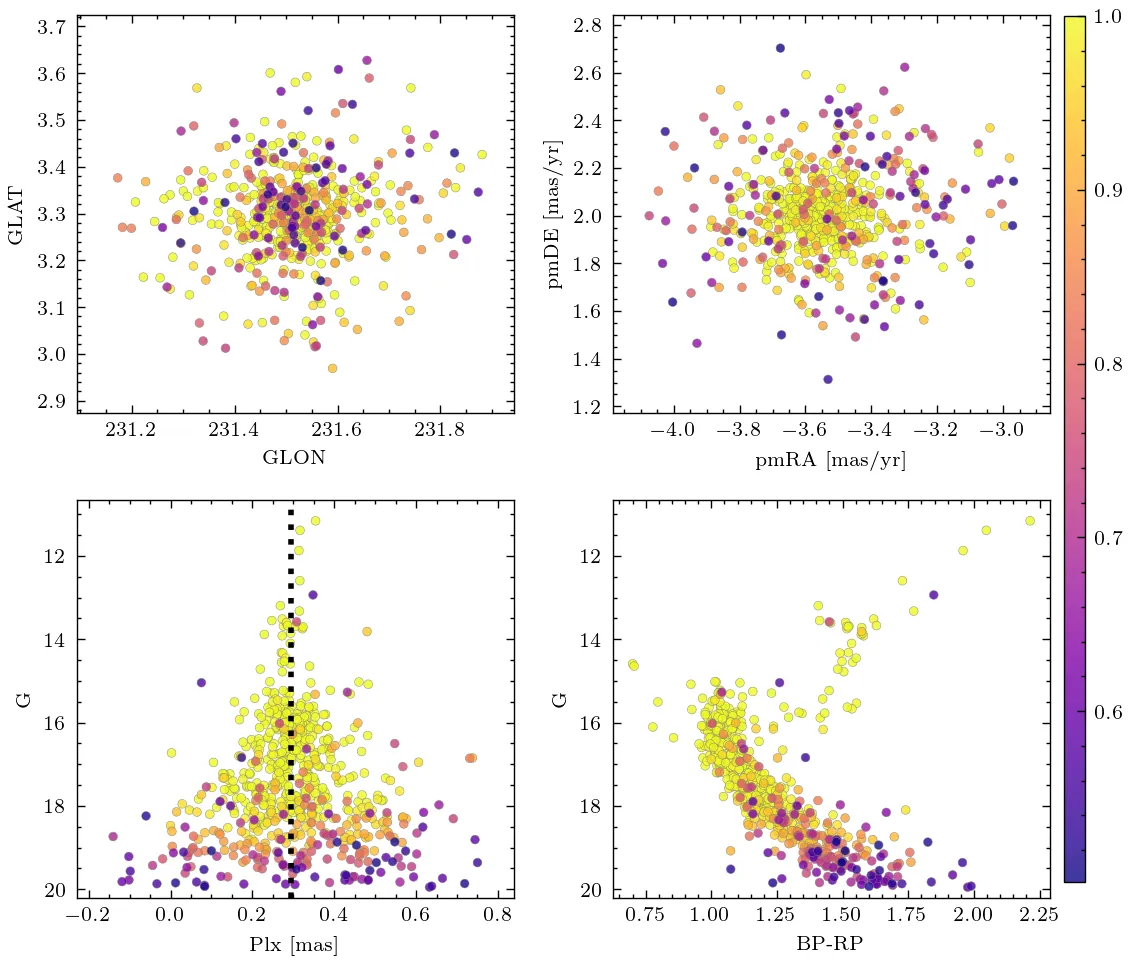 3.7
3.6
3.5
3.4
3.3
3.2
3.1
3.0
2.9
GLAT
231.2 231.4 231.6 231.8
GLON
2.8
2.6
2.4
2.2
2.0
1.8
1.6
1.4
1.2
pmDE [mas/yr]
−4.0 −3.8 −3.6 −3.4 −3.2 −3.0
pmRA [mas/yr]
1.0
0.9
0.8
0.7
0.6
12
14
16
18
20
G
−0.2 0.0 0.2 0.4 0.6 0.8
Plx [mas]
12
14
16
18
20
G
0.75 1.00 1.25 1.50 1.75 2.00 2.25
BP-RP